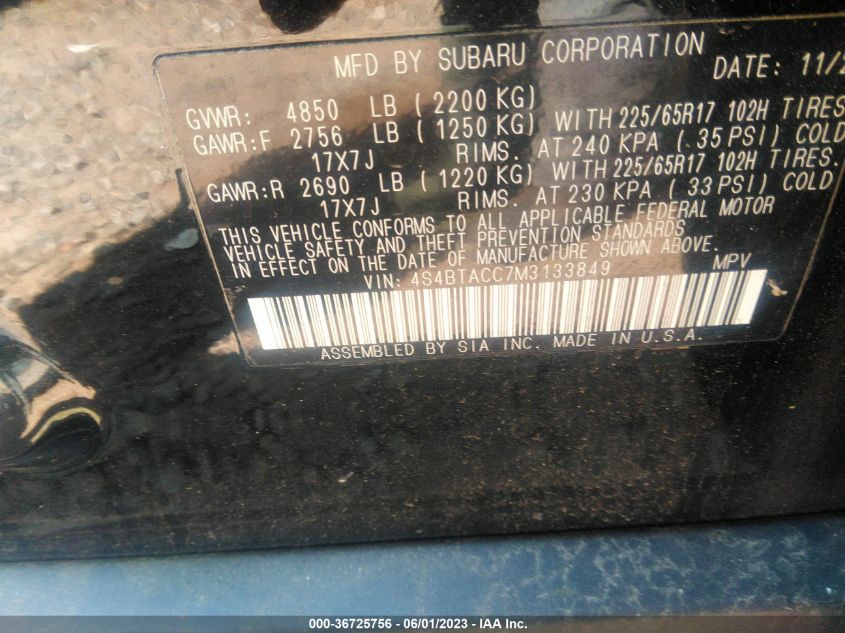 MFD BY SUBARU CORPORATION DATE: 11/2
GVWR: 4850 LB (2200 KG)
GAWR:F 2756 LB (1250 KG) WITH 225/65R17 102H TIRES
17X7J RIMS. AT 240 KPA (.35 PSI) COLD
GAWR:R 2690 LB (1220 KG) WITH 225/65R17 102H TIRES.
17X7J RIMS. AT 230 KPA (.33 PSI) COLD
THIS VEHICLE CONFORMS TO ALL APPLICABLE FEDERAL MOTOR
VEHICLE SAFETY AND THEFT PREVENTION STANDARDS
IN EFFECT ON THE DATE OF MANUFACTURE SHOWN ABOVE.
VIN: 4S4BTACC7M3133849 MPV
ASSEMBLED BY SIA INC. MADE IN U.S.A.
000-36725756 - 06/01/2023 - IAA Inc.